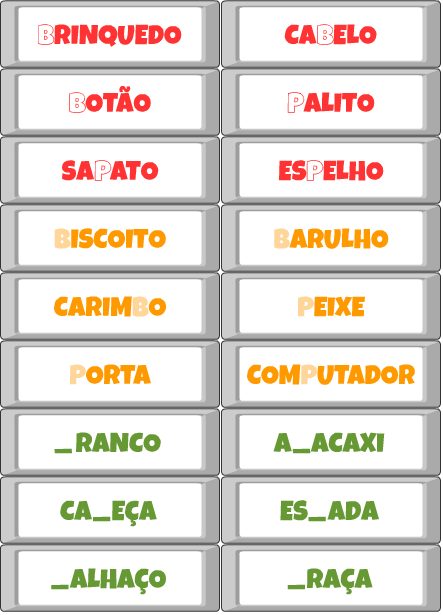 BRINQUEDO
CABELO
BOTÃO
PALITO
SAPATO
ESPELHO
BISCOITO
BARULHO
CARIMBO
PEIXE
PORTA
COMPUTADOR
_RANCO
A_ACAXI
CA_EÇA
ES_ADA
_ALHAÇO
_RAÇA